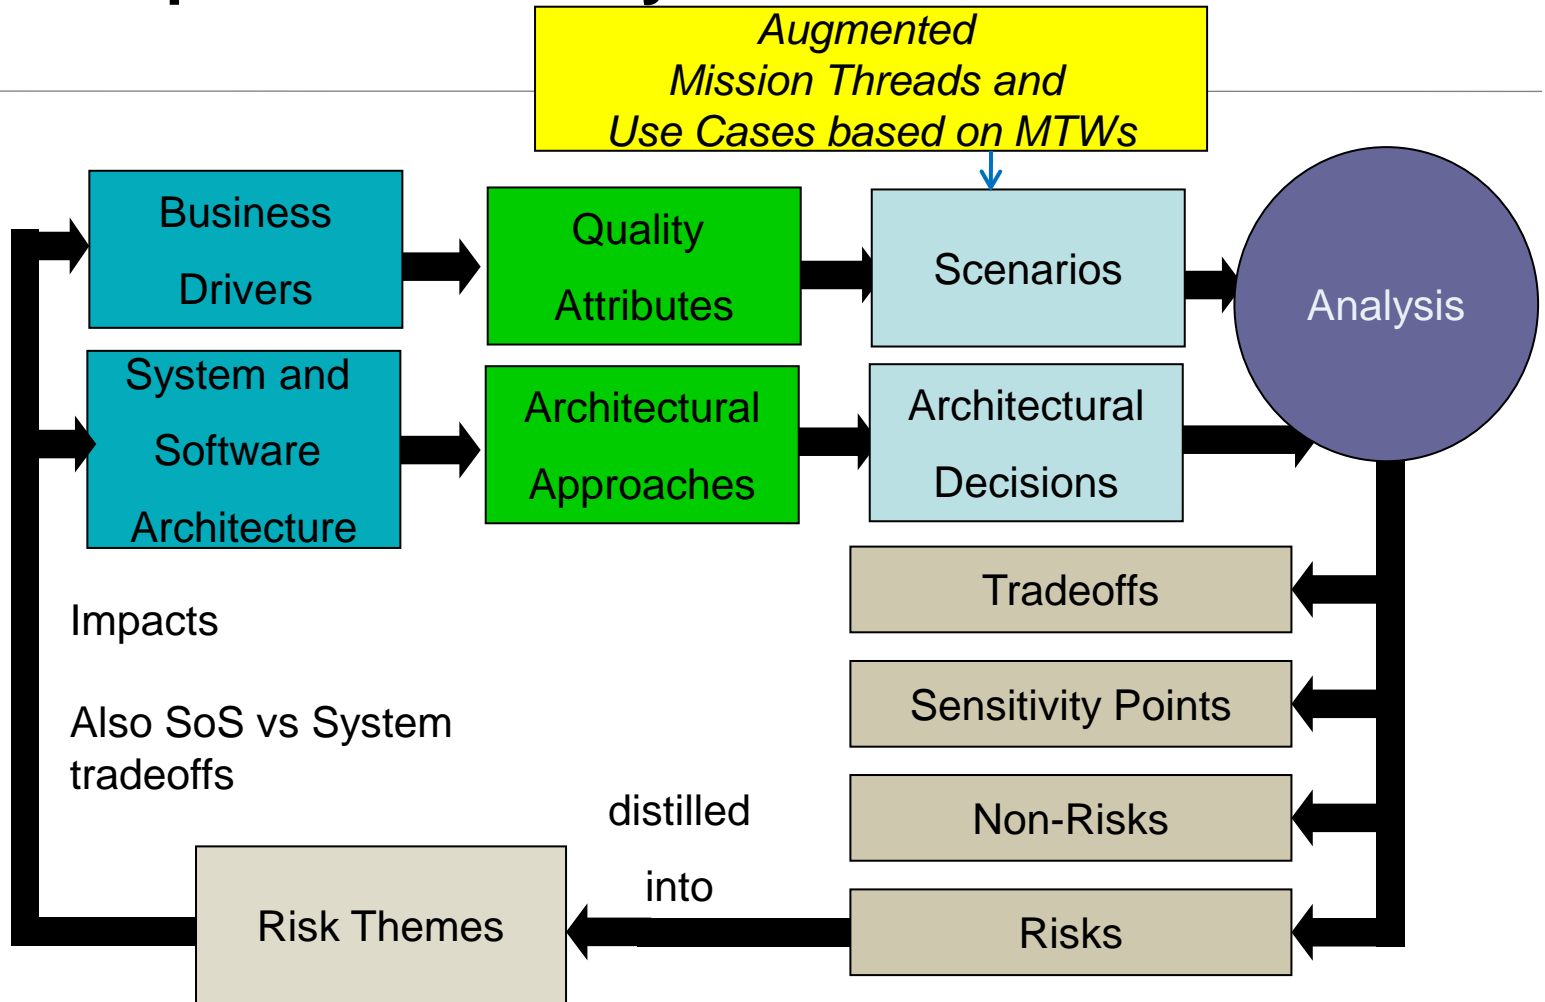 Augmented
Mission Threads and
Use Cases based on MTWs
Business
Drivers
Quality
Attributes
Scenarios
Analysis
System and
Software
Architecture
Architectural
Approaches
Architectural
Decisions
Tradeoffs
Impacts
Sensitivity Points
Also SoS vs System
tradeoffs
Non-Risks
distilled
into
Risk Themes
Risks